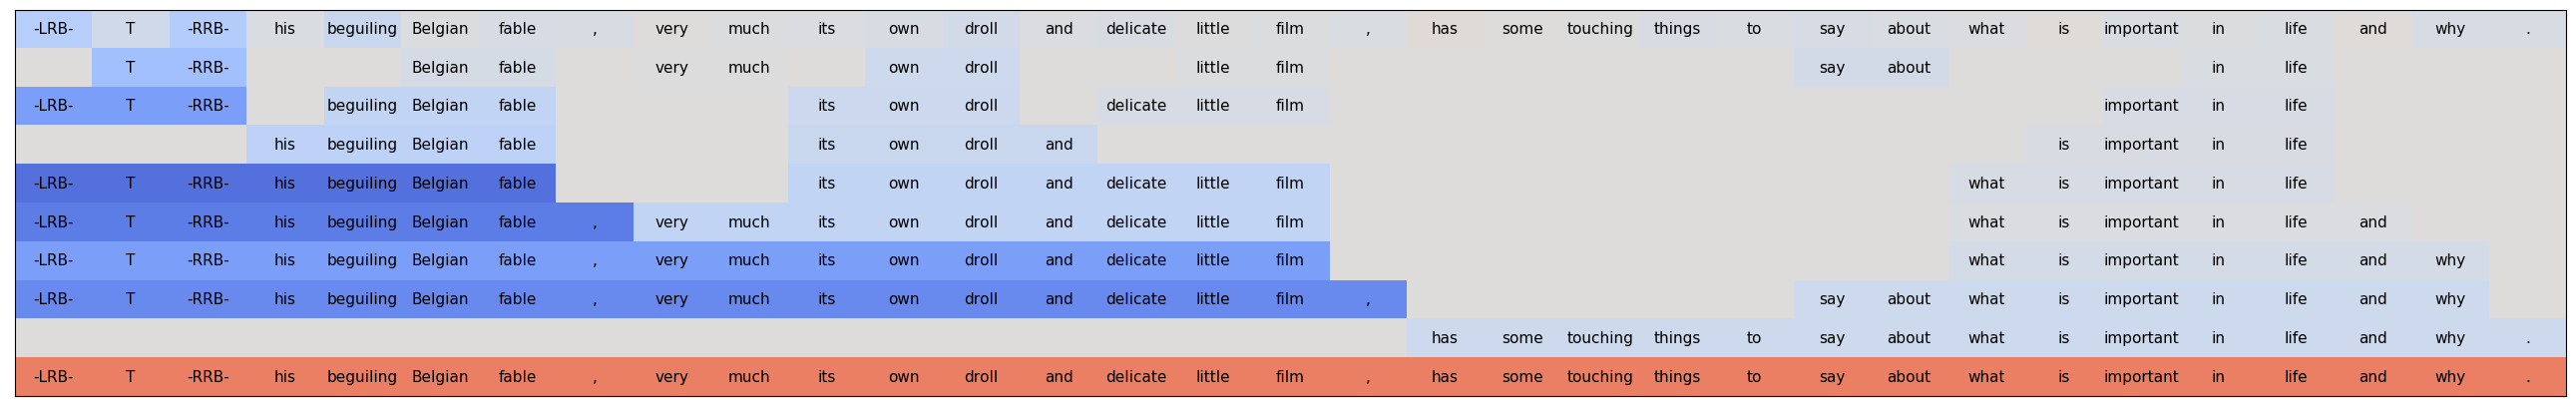 -LRB- T -RRB- his beguiling Belgian fable , very much its own droll and delicate little film , has some touching things to say about what is important in life and why .
T -RRB- Belgian fable very much own droll little film say about in life
-LRB- T -RRB- beguiling Belgian fable its own droll delicate little film important in life
his beguiling Belgian fable its own droll and is important in life
-LRB- T -RRB- his beguiling Belgian fable its own droll and delicate little film what is important in life
-LRB- T -RRB- his beguiling Belgian fable , very much its own droll and delicate little film what is important in life and
-LRB- T -RRB- his beguiling Belgian fable , very much its own droll and delicate little film what is important in life and why
-LRB- T -RRB- his beguiling Belgian fable , very much its own droll and delicate little film , say about what is important in life and why
has some touching things to say about what is important in life and why .
-LRB- T -RRB- his beguiling Belgian fable , very much its own droll and delicate little film , has some touching things to say about what is important in life and why .